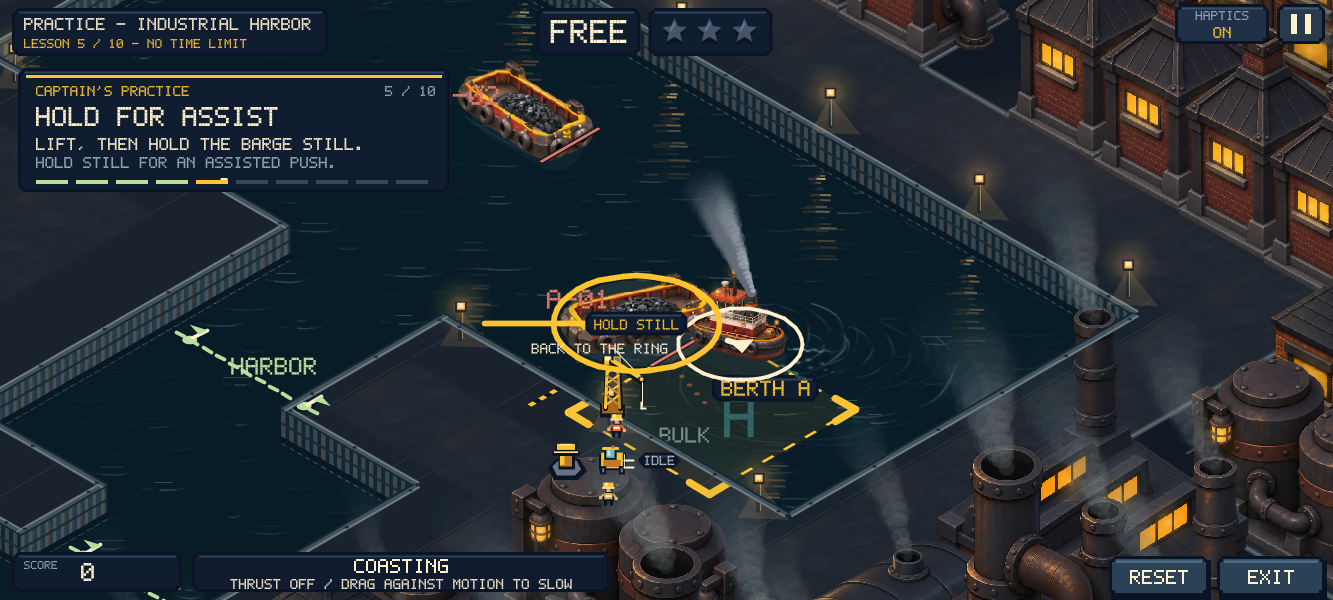 PRACTICE - INDUSTRIAL HARBOR
LESSON 5 / 10 - NO TIME LIMIT
FREE
HAPTICS
ON
CAPTAIN'S PRACTICE
5 / 10
HOLD FOR ASSIST
LIFT, THEN HOLD THE BARGE STILL.
HOLD STILL FOR AN ASSISTED PUSH.
HOLD STILL
BACK TO THE RING
HARBOR
BERTH A
BULK
H
IDLE
SCORE
0
COASTING
THRUST OFF / DRAG AGAINST MOTION TO SLOW
RESET
EXIT